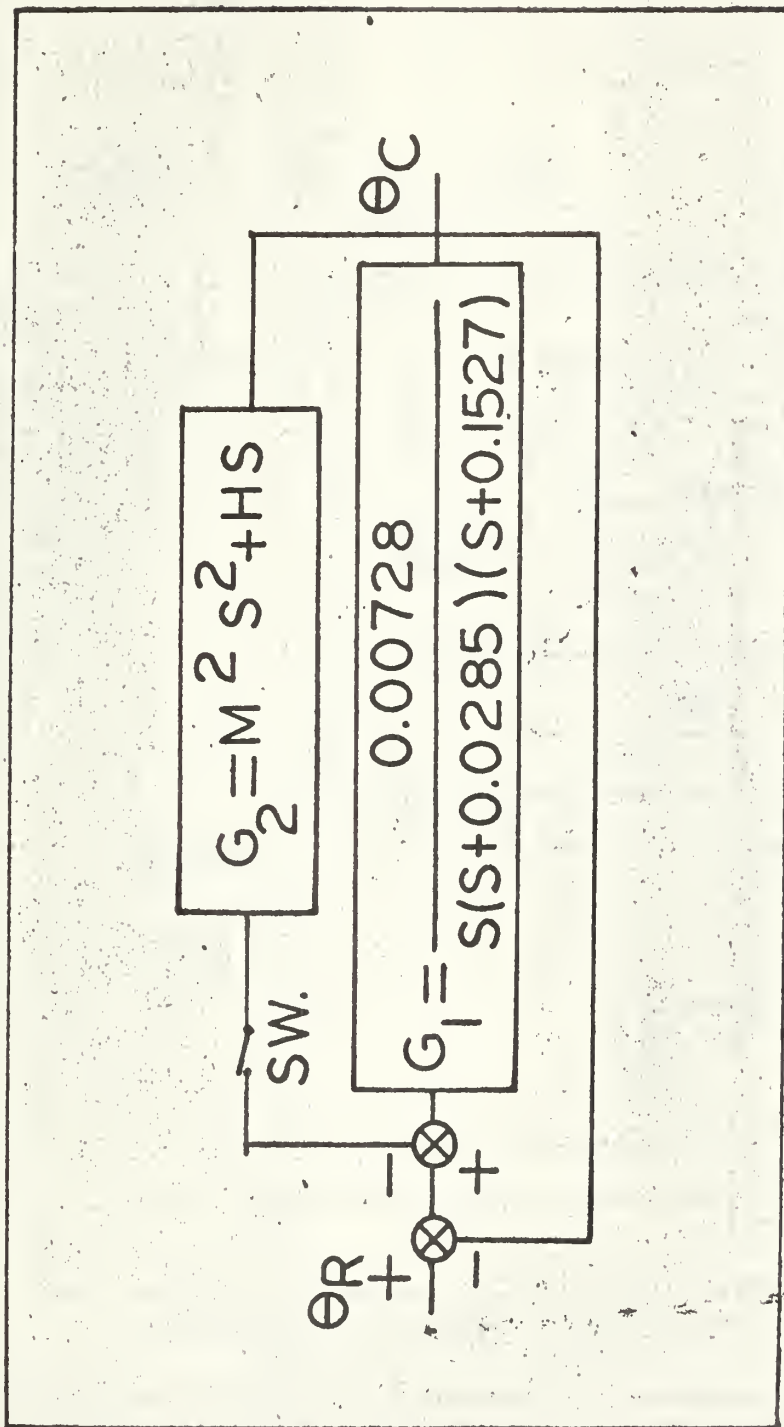 G₂=M²S²+HS
SW.
θR
+
−
−
+
G₁= 0.00728
S(S+0.0285)(S+0.1527)
θC